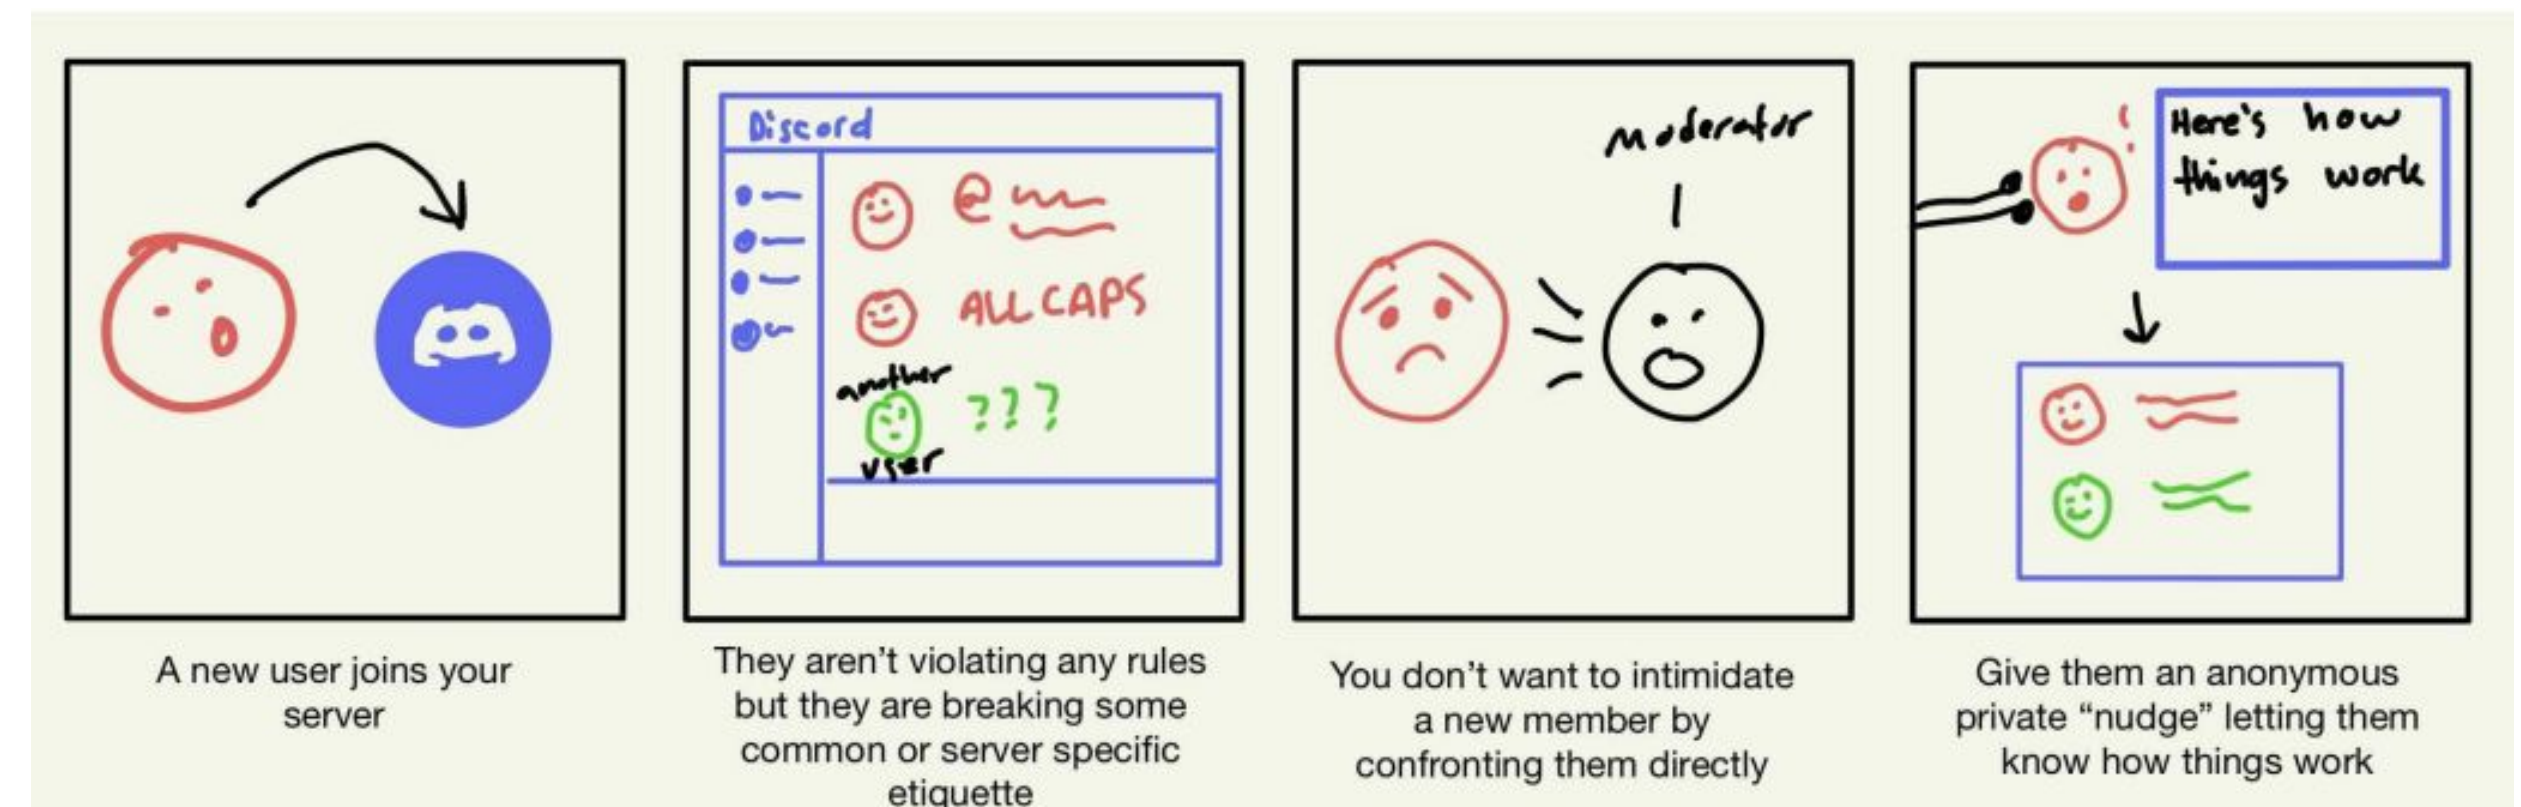 Discord
@
ALL CAPS
another
???
user
moderator
Here's how
things work
A new user joins your
server
They aren't violating any rules
but they are breaking some
common or server specific
etiquette
You don't want to intimidate
a new member by
confronting them directly
Give them an anonymous
private “nudge” letting them
know how things work